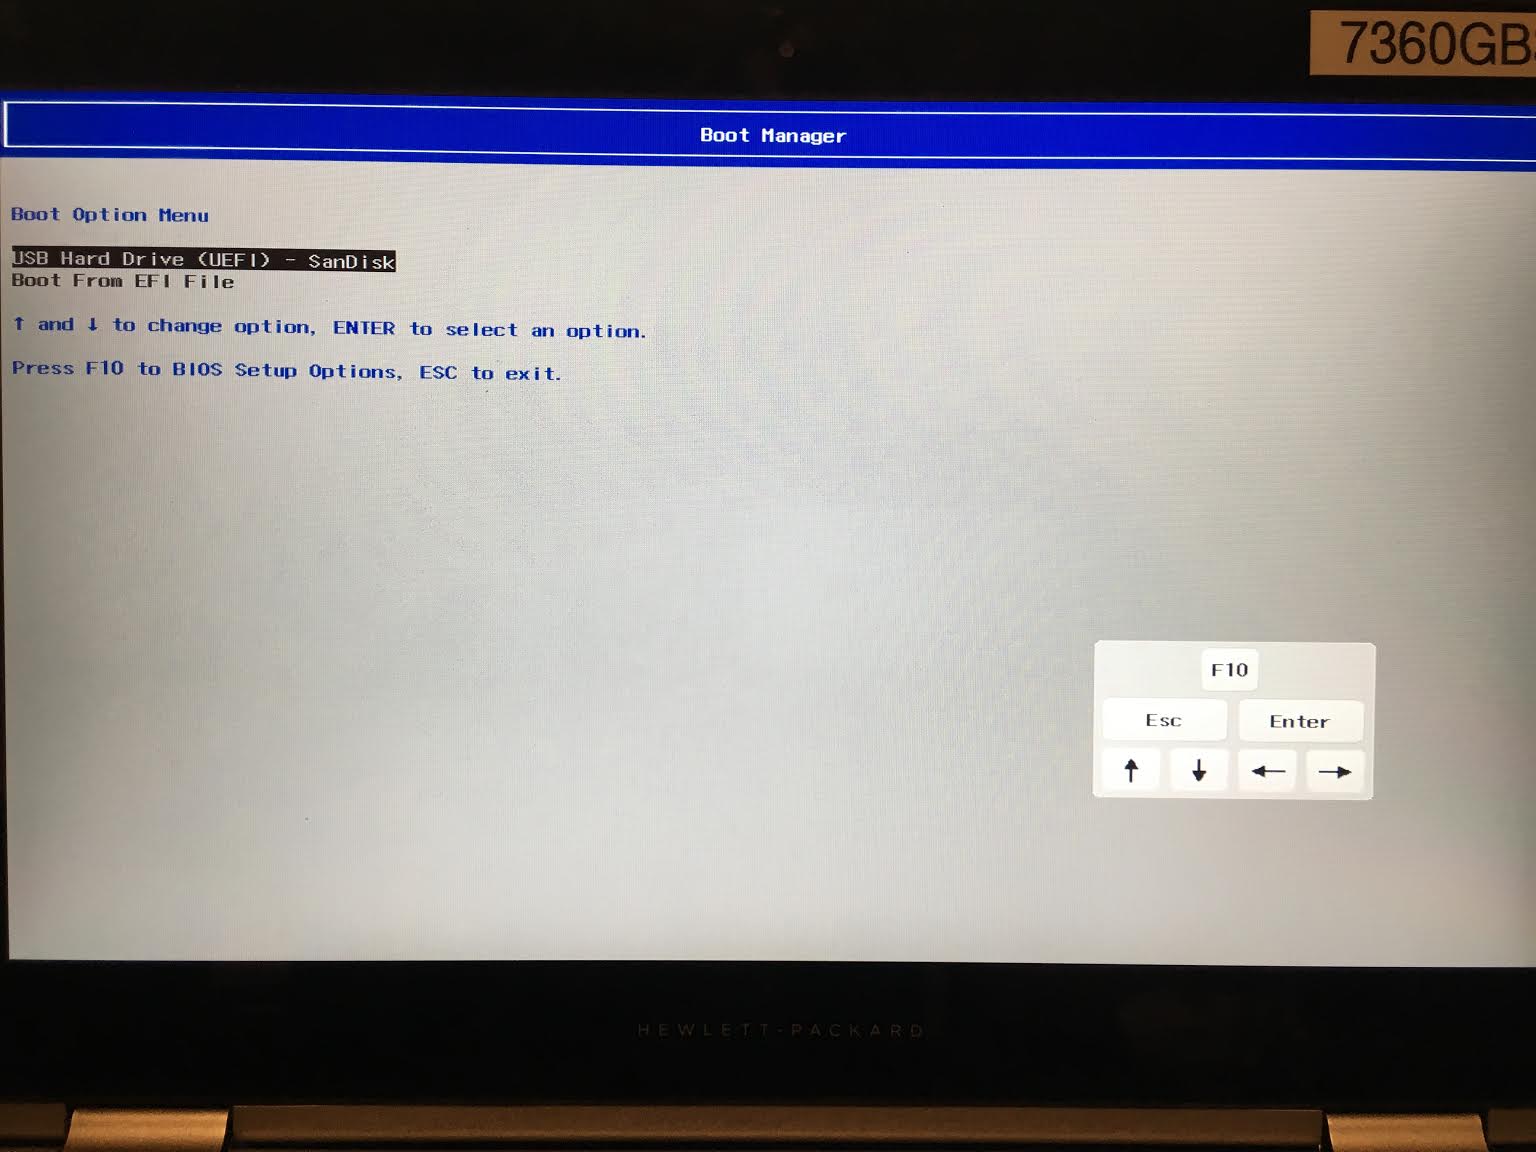 7360GB
Boot Manager
Boot Option Menu
USB Hard Drive (UEFI) - SanDisk
Boot From EFI File
↑ and ↓ to change option, ENTER to select an option.
Press F10 to BIOS Setup Options, ESC to exit.
F10
Esc Enter
↑ ↓ ← →
HEWLETT-PACKARD